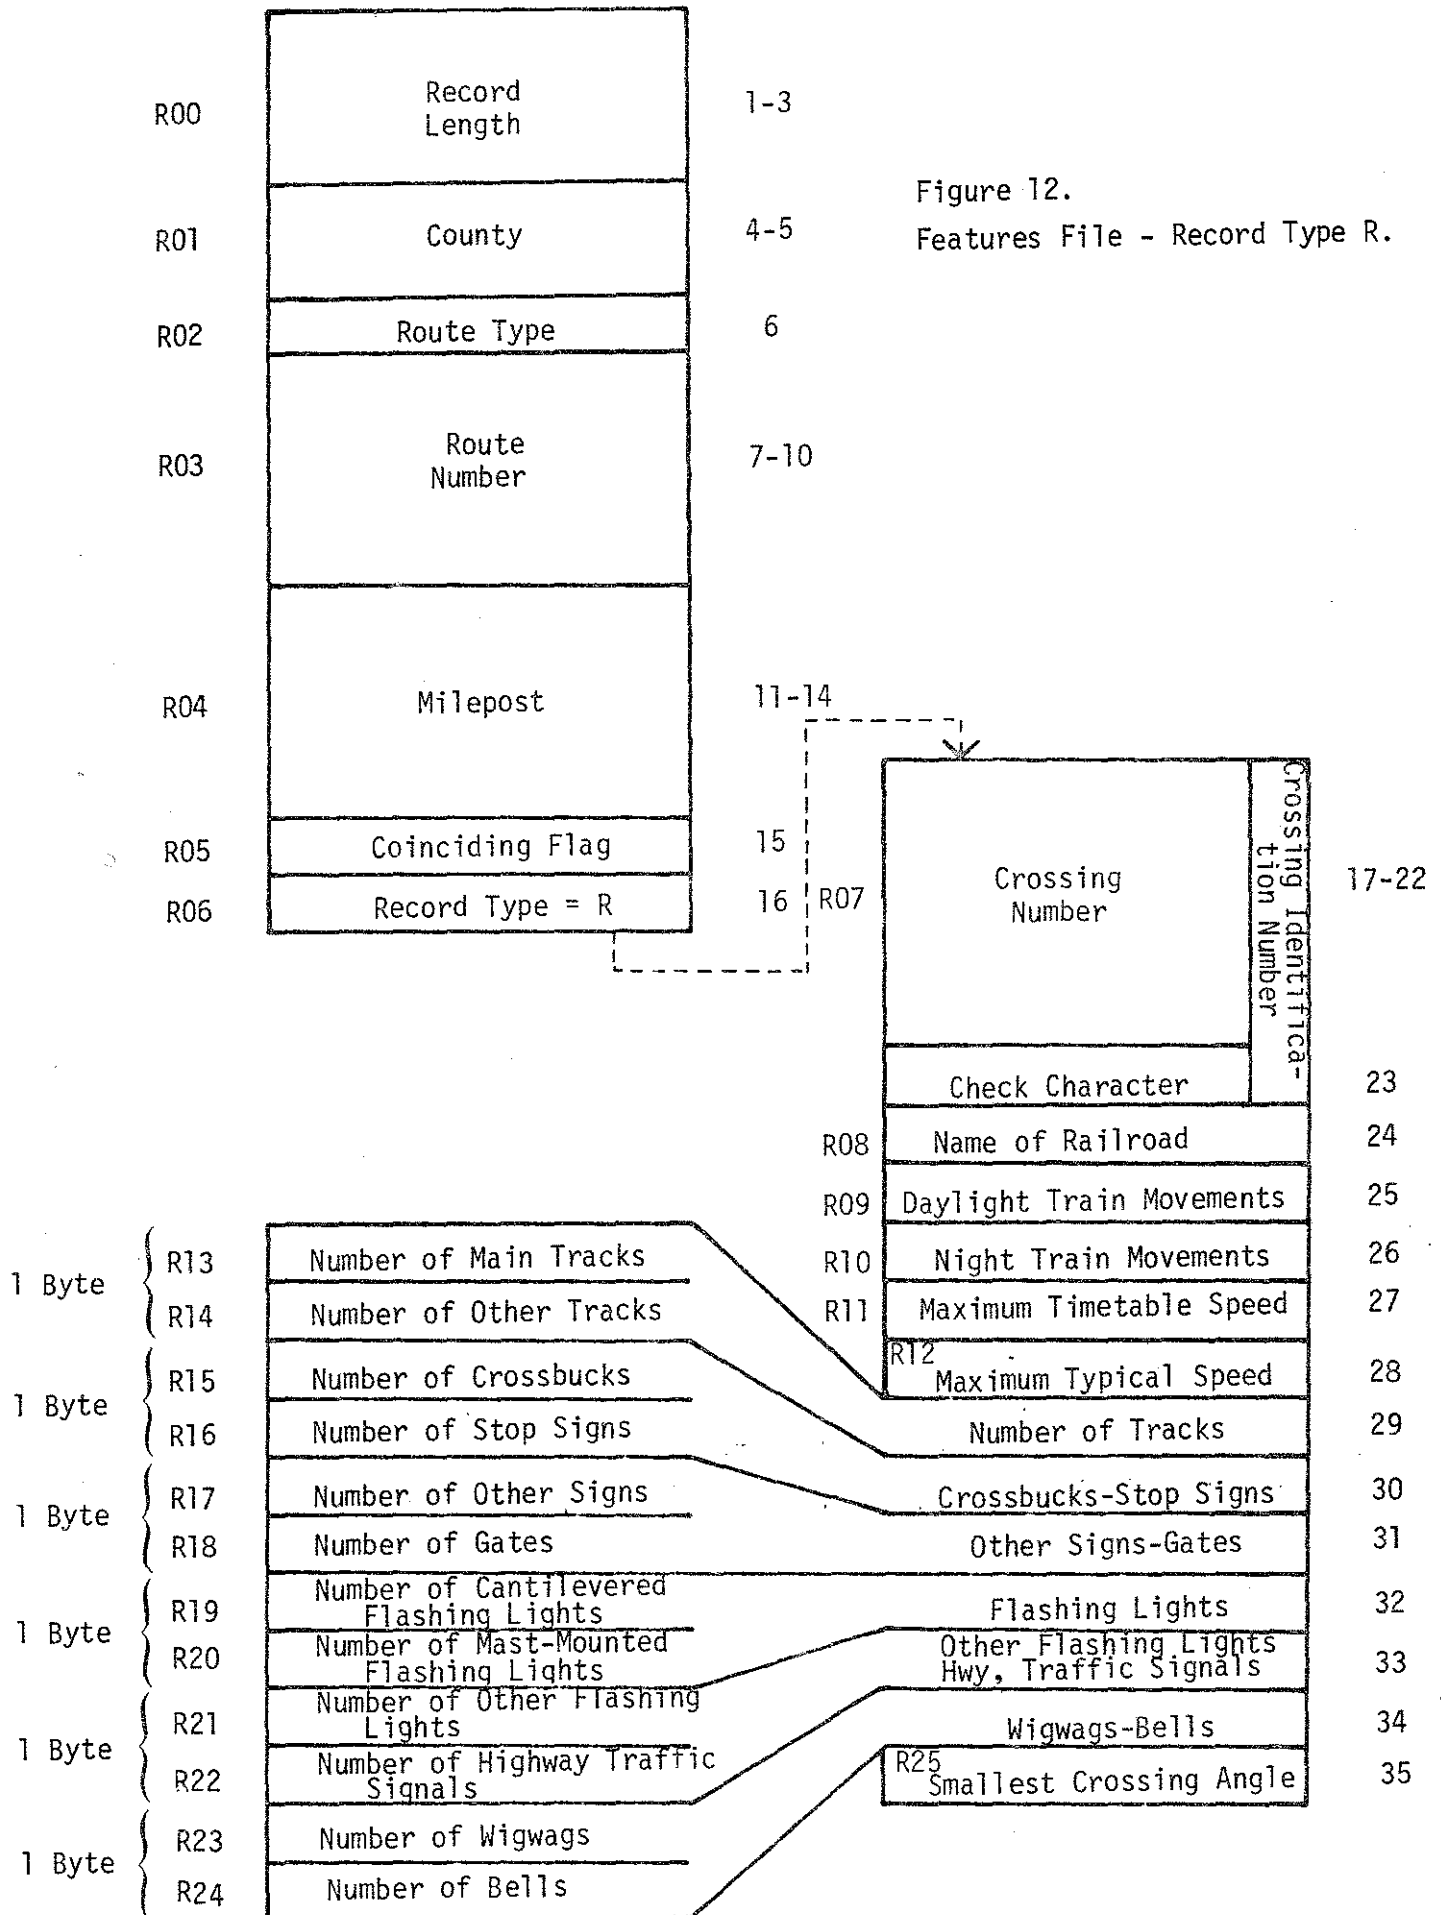 R00 Record Length 1-3
Figure 12.
Features File - Record Type R.
R01 County 4-5
R02 Route Type 6
R03 Route Number 7-10
R04 Milepost 11-14
R05 Coinciding Flag 15
R06 Record Type = R 16
R07 Crossing Number 17-22
Crossing Identifica-
tion Number
Check Character 23
R08 Name of Railroad 24
R09 Daylight Train Movements 25
R10 Night Train Movements 26
R11 Maximum Timetable Speed 27
R12 Maximum Typical Speed 28
Number of Tracks 29
Crossbucks-Stop Signs 30
Other Signs-Gates 31
Flashing Lights 32
Other Flashing Lights
Hwy, Traffic Signals 33
Wigwags-Bells 34
R25 Smallest Crossing Angle 35
1 Byte
R13 Number of Main Tracks
R14 Number of Other Tracks
1 Byte
R15 Number of Crossbucks
R16 Number of Stop Signs
1 Byte
R17 Number of Other Signs
R18 Number of Gates
1 Byte
R19 Number of Cantilevered
Flashing Lights
R20 Number of Mast-Mounted
Flashing Lights
1 Byte
R21 Number of Other Flashing
Lights
R22 Number of Highway Traffic
Signals
1 Byte
R23 Number of Wigwags
R24 Number of Bells